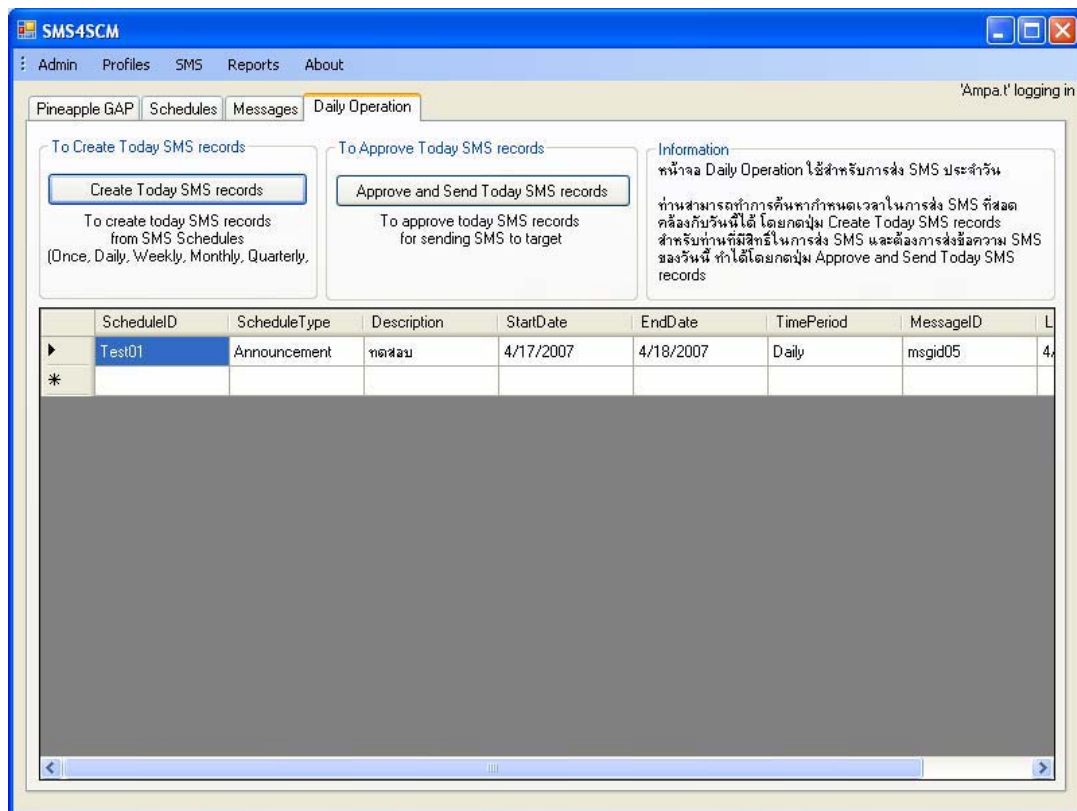 SMS4SCM
Admin Profiles SMS Reports About
'Ampa.t' logging in
Pineapple GAP Schedules Messages Daily Operation
To Create Today SMS records
Create Today SMS records
To create today SMS records
from SMS Schedules
(Once, Daily, Weekly, Monthly, Quarterly,
To Approve Today SMS records
Approve and Send Today SMS records
To approve today SMS records
for sending SMS to target
Information
หน้าจอ Daily Operation ใช้สำหรับการส่ง SMS ประจำวัน
ท่านสามารถทำการค้นหากำหนดเวลาในการส่ง SMS ที่สอด
คล้องกับวันนี้ได้ โดยกดปุ่ม Create Today SMS records
สำหรับท่านที่มีสิทธิ์ในการส่ง SMS และต้องการส่งข้อความ SMS
ของวันนี้ ทำได้โดยกดปุ่ม Approve and Send Today SMS
records
ScheduleID ScheduleType Description StartDate EndDate TimePeriod MessageID L
Test01 Announcement ทดสอบ 4/17/2007 4/18/2007 Daily msgid05 4/